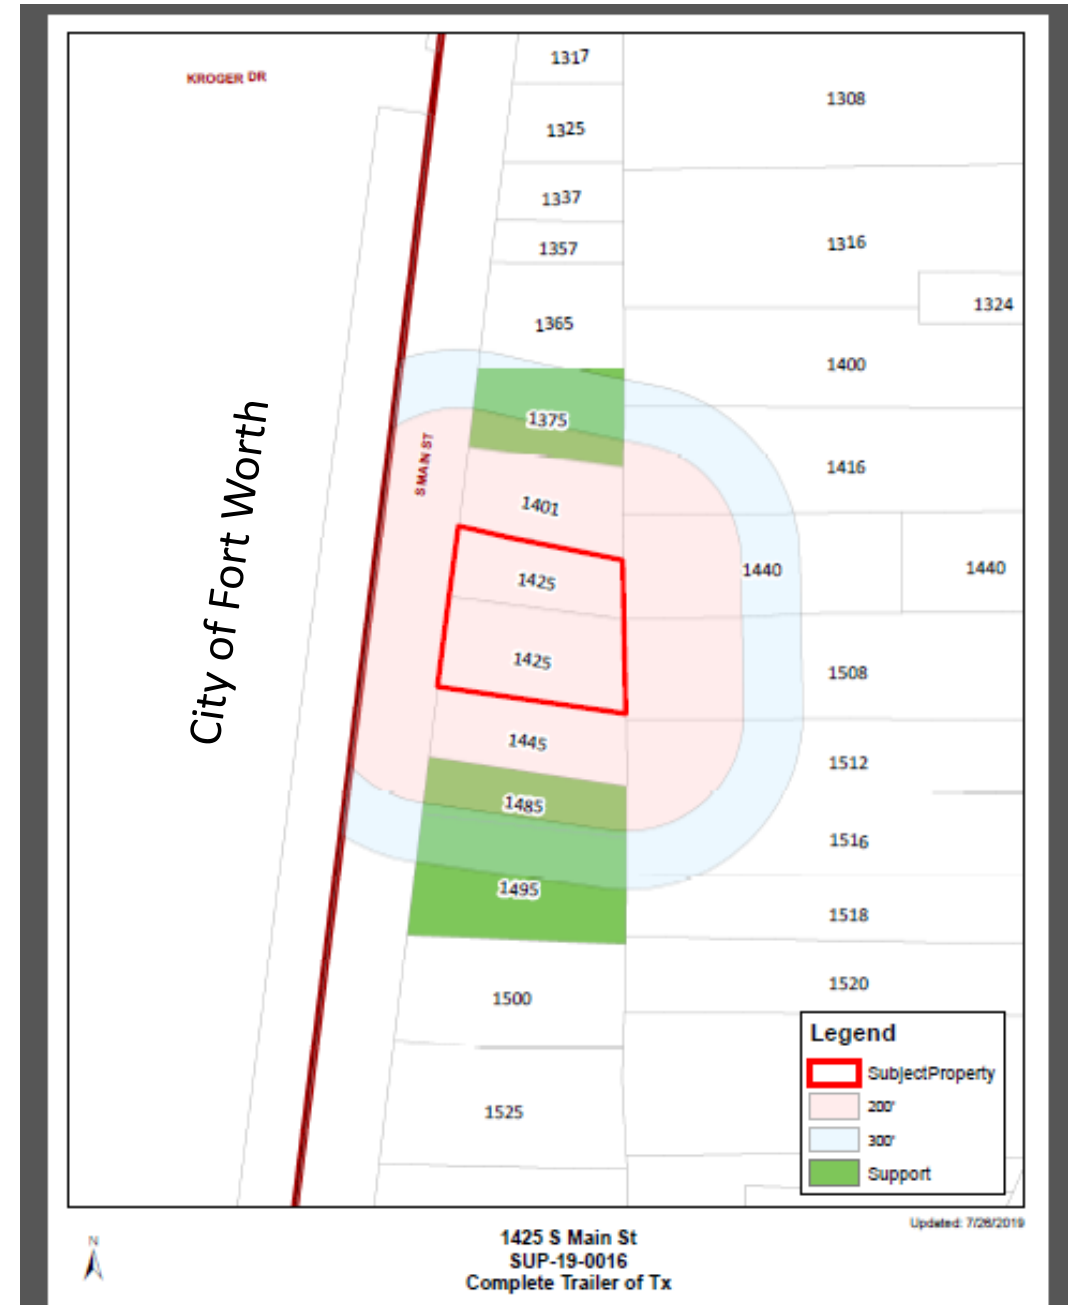 KROGER DR
1317
1308
1325
1337
1316
1357
1324
1365
1400
1375
1416
S MAIN ST
1401
City of Fort Worth
1440
1440
1425
1425
1508
1445
1512
1485
1516
1495
1518
1520
1500
1525
Legend
SubjectProperty
200'
300'
Support
Updated: 7/26/2019
N
1425 S Main St
SUP-19-0016
Complete Trailer of Tx